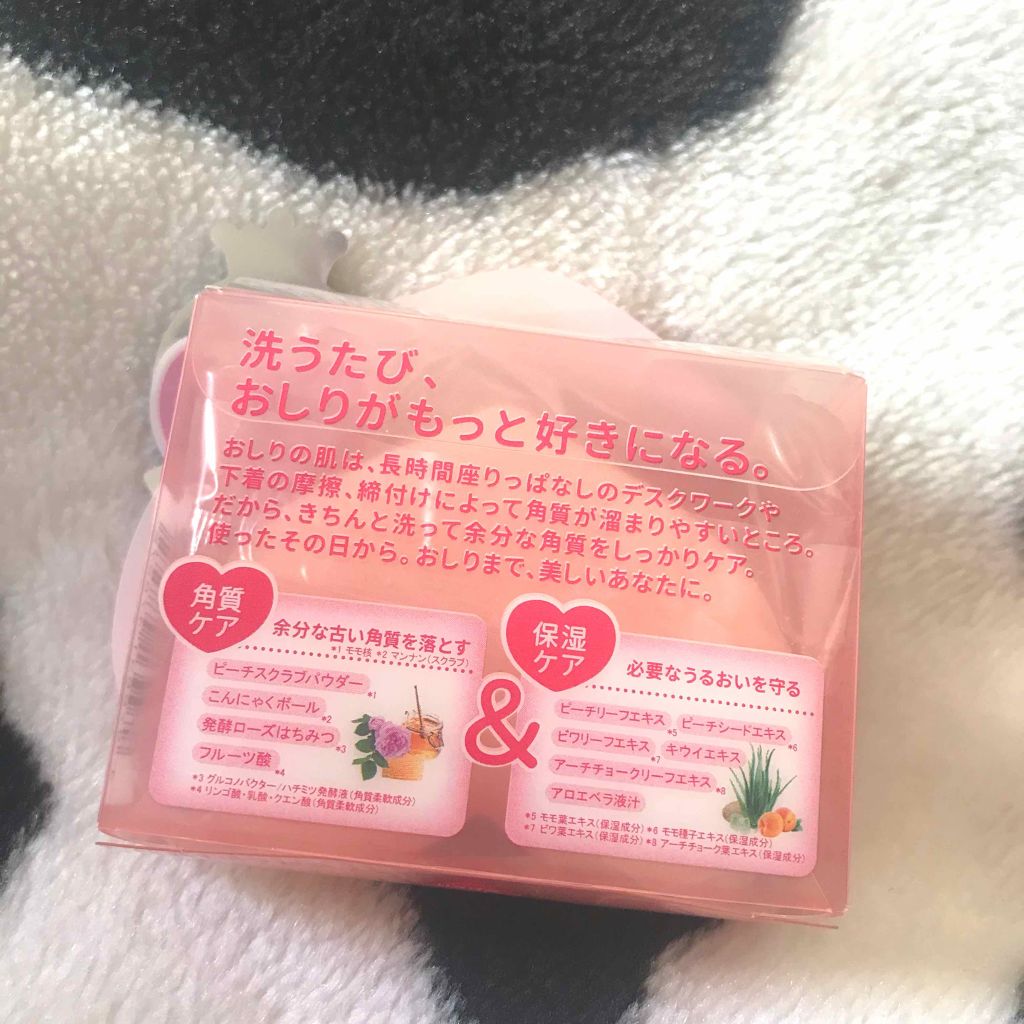 洗うたび、
おしりがもっと好きになる。
おしりの肌は、長時間座りっぱなしのデスクワークや
下着の摩擦、締付けによって角質が溜まりやすいところ。
だから、きちんと洗って余分な角質をしっかりケア。
使ったその日から。おしりまで、美しいあなたに。
角質
ケア
余分な古い角質を落とす
*1 モモ核 *2 マンナン(スクラブ)
ピーチスクラブパウダー*1
こんにゃくボール*2
発酵ローズはちみつ*3
フルーツ酸*4
*3 グルコノバクター/ハチミツ発酵液(角質柔軟成分)
*4 リンゴ酸・乳酸・クエン酸(角質柔軟成分)
&
保湿
ケア
必要なうるおいを守る
ピーチリーフエキス*5 ピーチシードエキス*6
ビワリーフエキス*7 キウイエキス
アーチチョークリーフエキス*8
アロエベラ液汁
*5 モモ葉エキス(保湿成分) *6 モモ種子エキス(保湿成分)
*7 ビワ葉エキス(保湿成分) *8 アーチチョーク葉エキス(保湿成分)